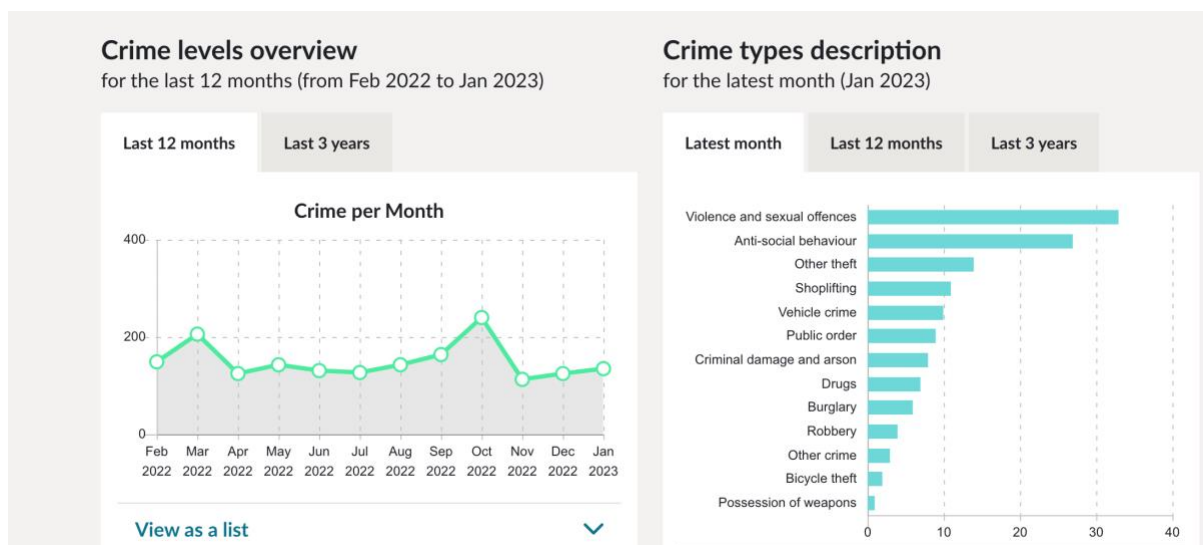 Crime levels overview
for the last 12 months (from Feb 2022 to Jan 2023)
Last 12 months
Last 3 years
Crime per Month
400
200
0
Feb Mar Apr May Jun Jul Aug Sep Oct Nov Dec Jan
2022 2022 2022 2022 2022 2022 2022 2022 2022 2022 2022 2023
View as a list
Crime types description
for the latest month (Jan 2023)
Latest month
Last 12 months
Last 3 years
Violence and sexual offences
Anti-social behaviour
Other theft
Shoplifting
Vehicle crime
Public order
Criminal damage and arson
Drugs
Burglary
Robbery
Other crime
Bicycle theft
Possession of weapons
0 10 20 30 40